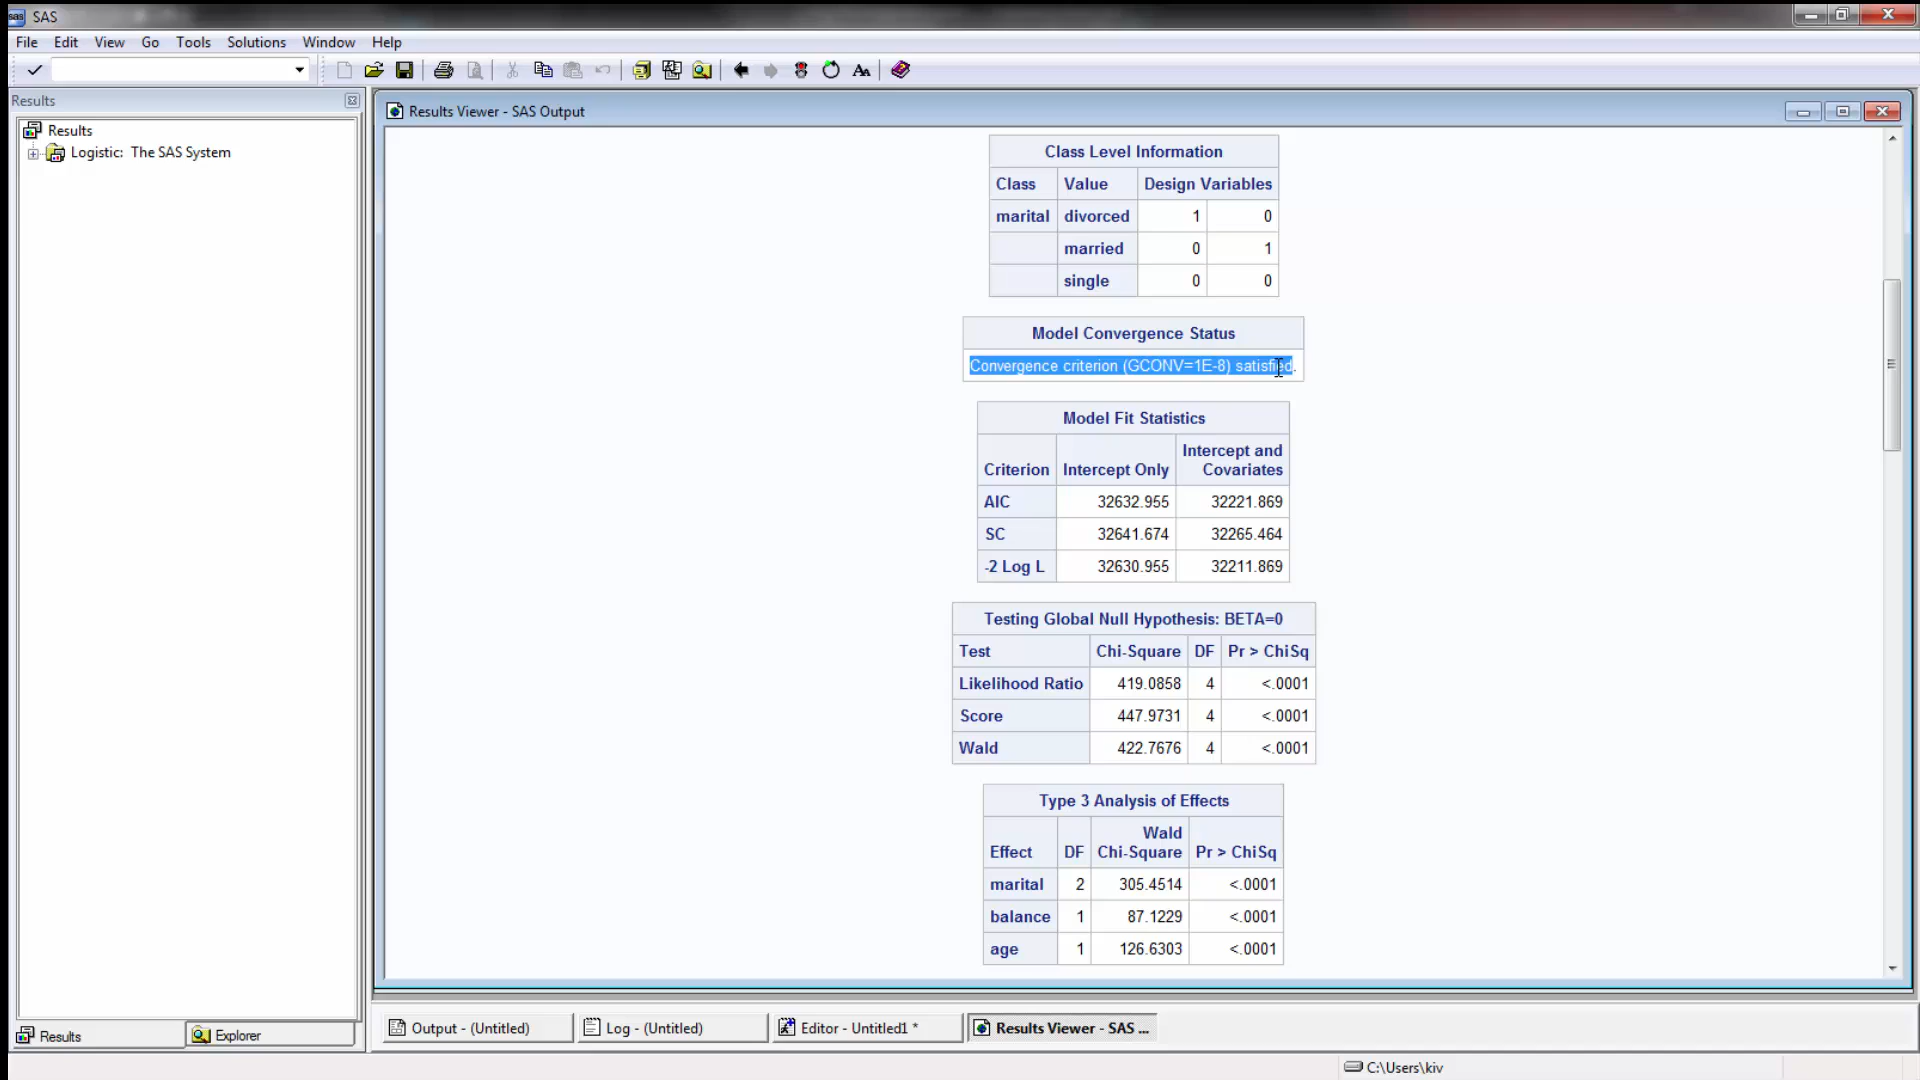 SAS
File Edit View Go Tools Solutions Window Help
Results
Results
Logistic: The SAS System
Results Viewer - SAS Output
Class Level Information
Class Value Design Variables
marital divorced 1 0
married 0 1
single 0 0
Model Convergence Status
Convergence criterion (GCONV=1E-8) satisfied.
Model Fit Statistics
Criterion Intercept Only Intercept and Covariates
AIC 32632.955 32221.869
SC 32641.674 32265.464
-2 Log L 32630.955 32211.869
Testing Global Null Hypothesis: BETA=0
Test Chi-Square DF Pr > ChiSq
Likelihood Ratio 419.0858 4 <.0001
Score 447.9731 4 <.0001
Wald 422.7676 4 <.0001
Type 3 Analysis of Effects
Effect DF Wald Chi-Square Pr > ChiSq
marital 2 305.4514 <.0001
balance 1 87.1229 <.0001
age 1 126.6303 <.0001
Results Explorer
Output - (Untitled) Log - (Untitled) Editor - Untitled1 * Results Viewer - SAS ...
C:\Users\kiv